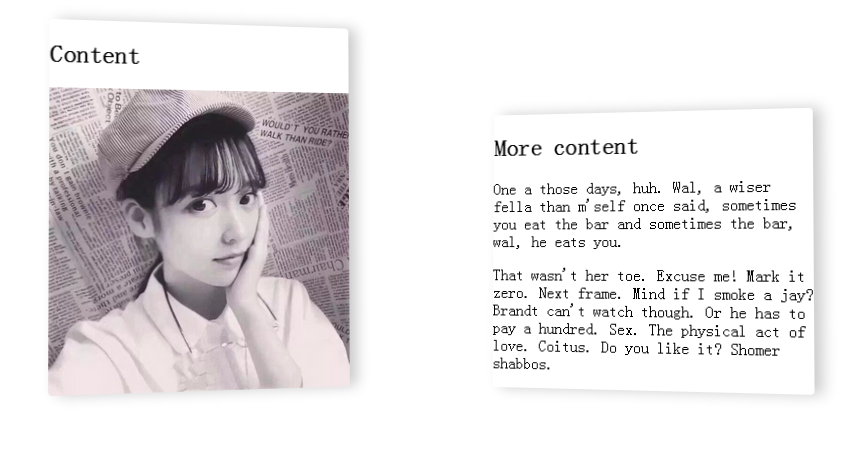 Content
WOULD'T YOU RATHER
WALK THAN RIDE?
More content
One a those days, huh. Wal, a wiser
fella than m'self once said, sometimes
you eat the bar and sometimes the bar,
wal, he eats you.
That wasn't her toe. Excuse me! Mark it
zero. Next frame. Mind if I smoke a jay?
Brandt can't watch though. Or he has to
pay a hundred. Sex. The physical act of
love. Coitus. Do you like it? Shomer
shabbos.